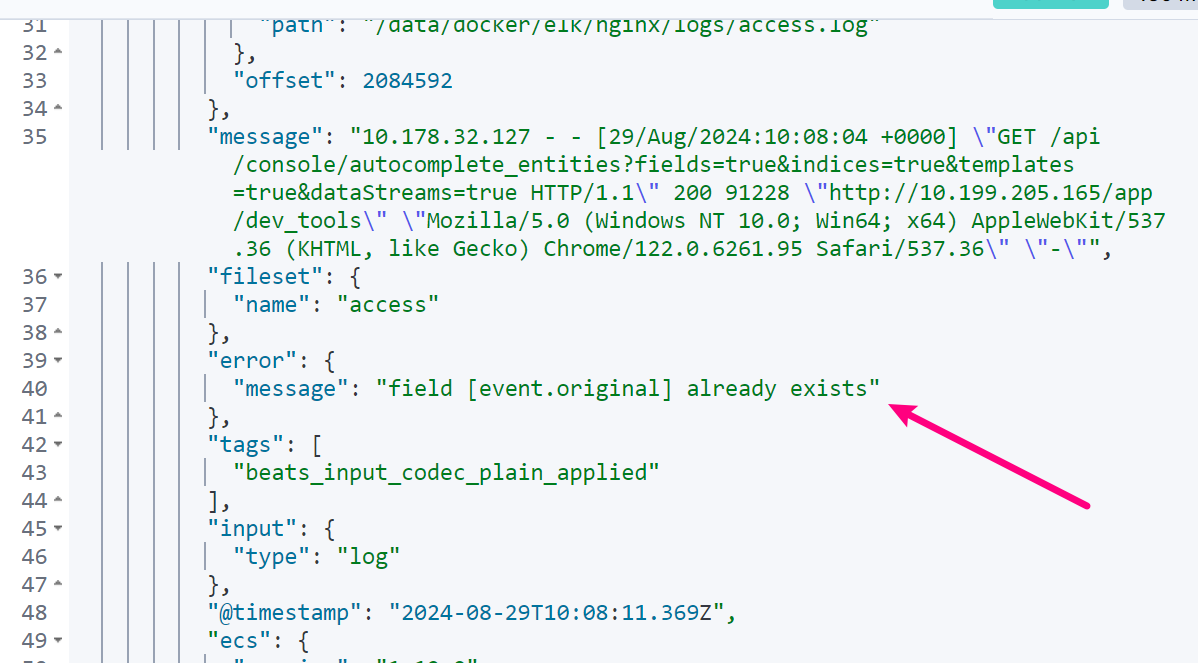 31 "path": "/data/docker/elk/nginx/logs/access.log"
32 },
33 "offset": 2084592
34 },
35 "message": "10.178.32.127 - - [29/Aug/2024:10:08:04 +0000] \"GET /api
/console/autocomplete_entities?fields=true&indices=true&templates
=true&dataStreams=true HTTP/1.1\" 200 91228 \"http://10.199.205.165/app
/dev_tools\" \"Mozilla/5.0 (Windows NT 10.0; Win64; x64) AppleWebKit/537
.36 (KHTML, like Gecko) Chrome/122.0.6261.95 Safari/537.36\" \"-\"",
36 "fileset": {
37 "name": "access"
38 },
39 "error": {
40 "message": "field [event.original] already exists"
41 },
42 "tags": [
43 "beats_input_codec_plain_applied"
44 ],
45 "input": {
46 "type": "log"
47 },
48 "@timestamp": "2024-08-29T10:08:11.369Z",
49 "ecs": {